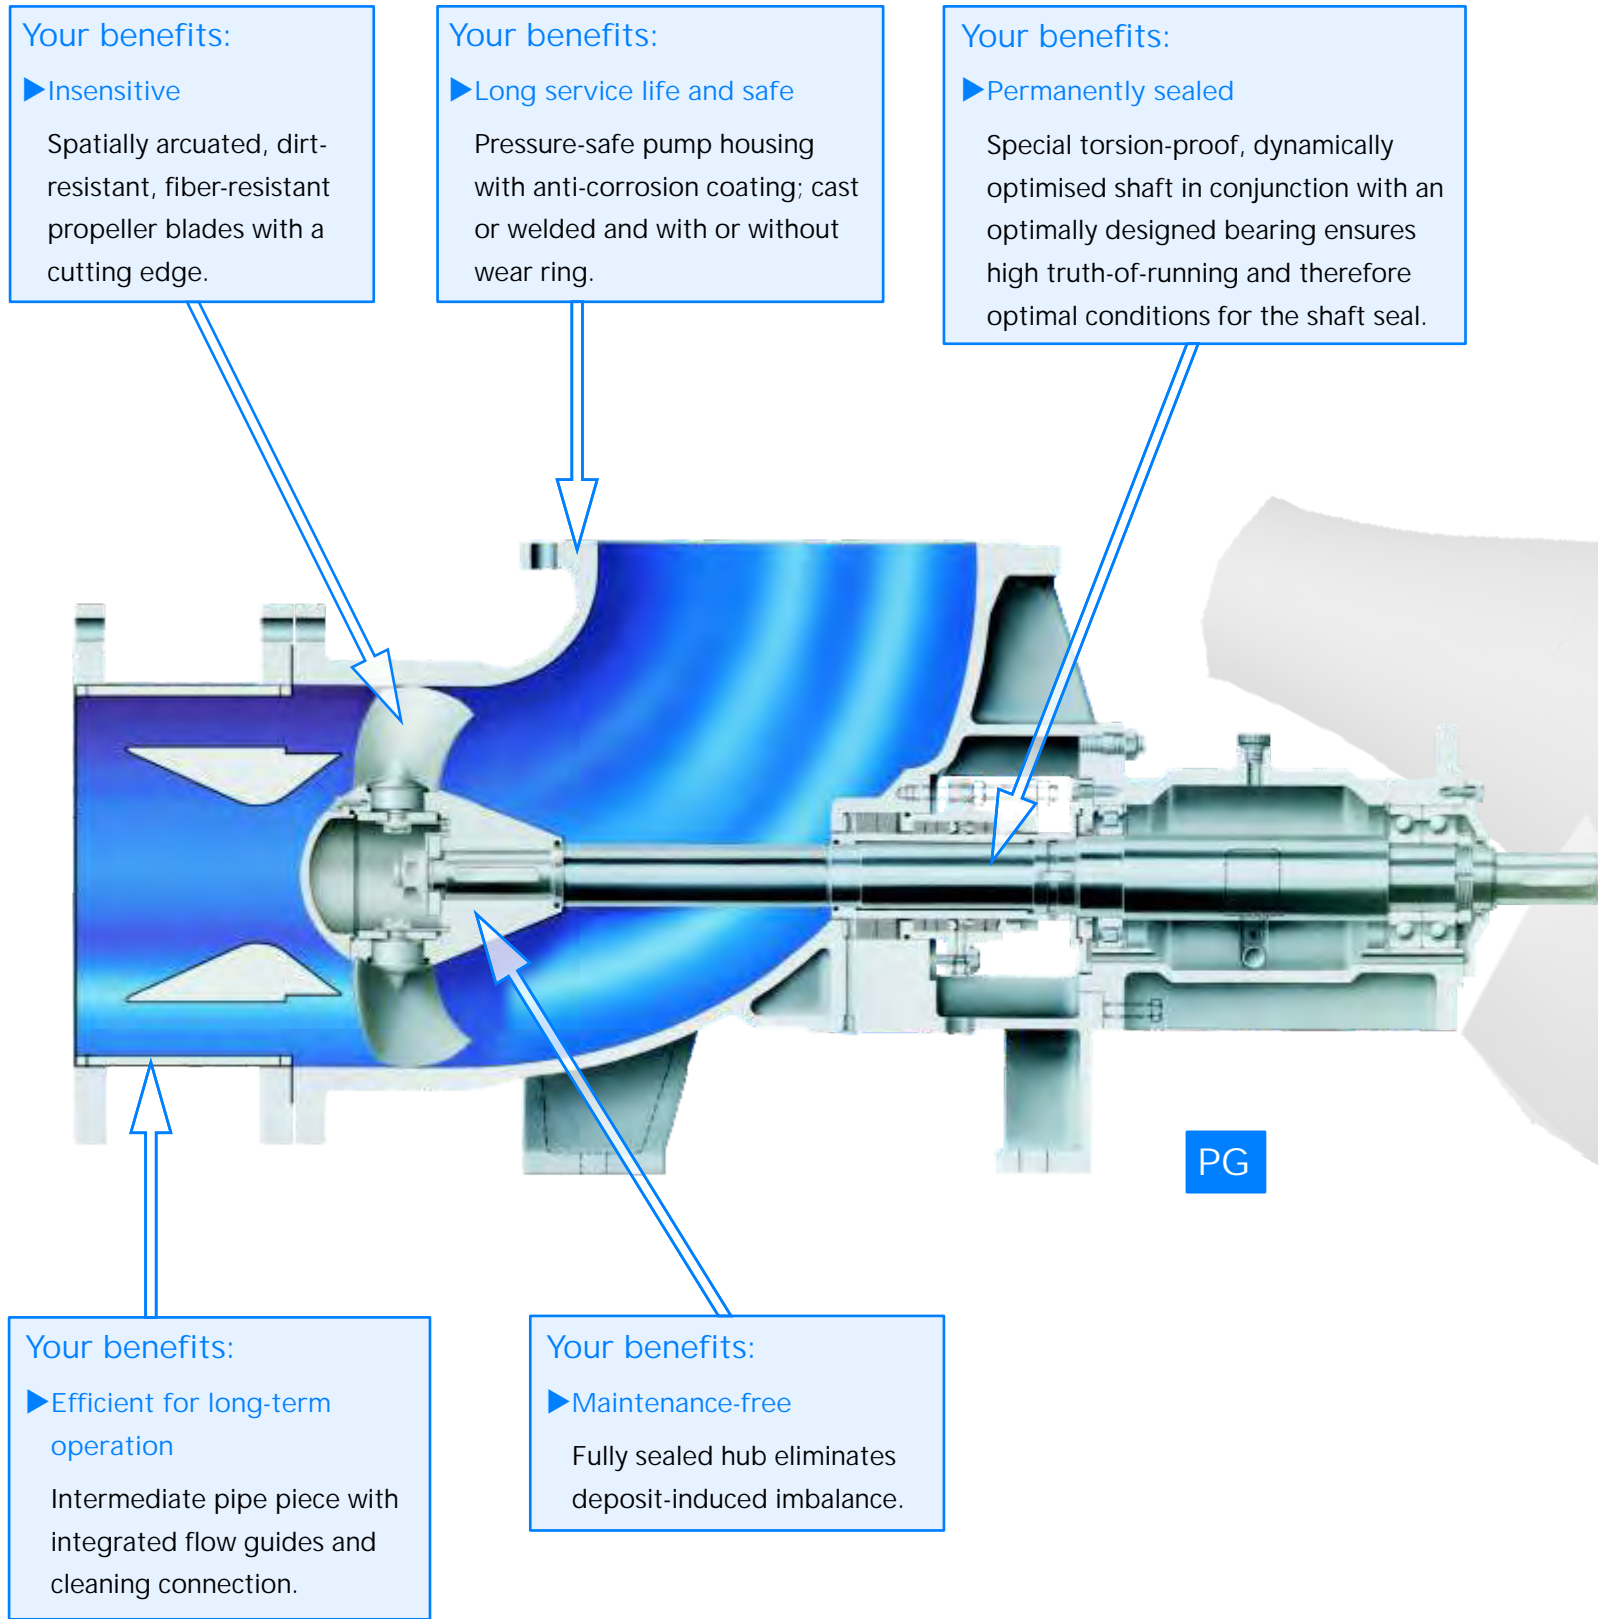 Your benefits:
▶Insensitive
Spatially arcuated, dirt-
resistant, fiber-resistant
propeller blades with a
cutting edge.
Your benefits:
▶Long service life and safe
Pressure-safe pump housing
with anti-corrosion coating; cast
or welded and with or without
wear ring.
Your benefits:
▶Permanently sealed
Special torsion-proof, dynamically
optimised shaft in conjunction with an
optimally designed bearing ensures
high truth-of-running and therefore
optimal conditions for the shaft seal.
PG
Your benefits:
▶Efficient for long-term
operation
Intermediate pipe piece with
integrated flow guides and
cleaning connection.
Your benefits:
▶Maintenance-free
Fully sealed hub eliminates
deposit-induced imbalance.